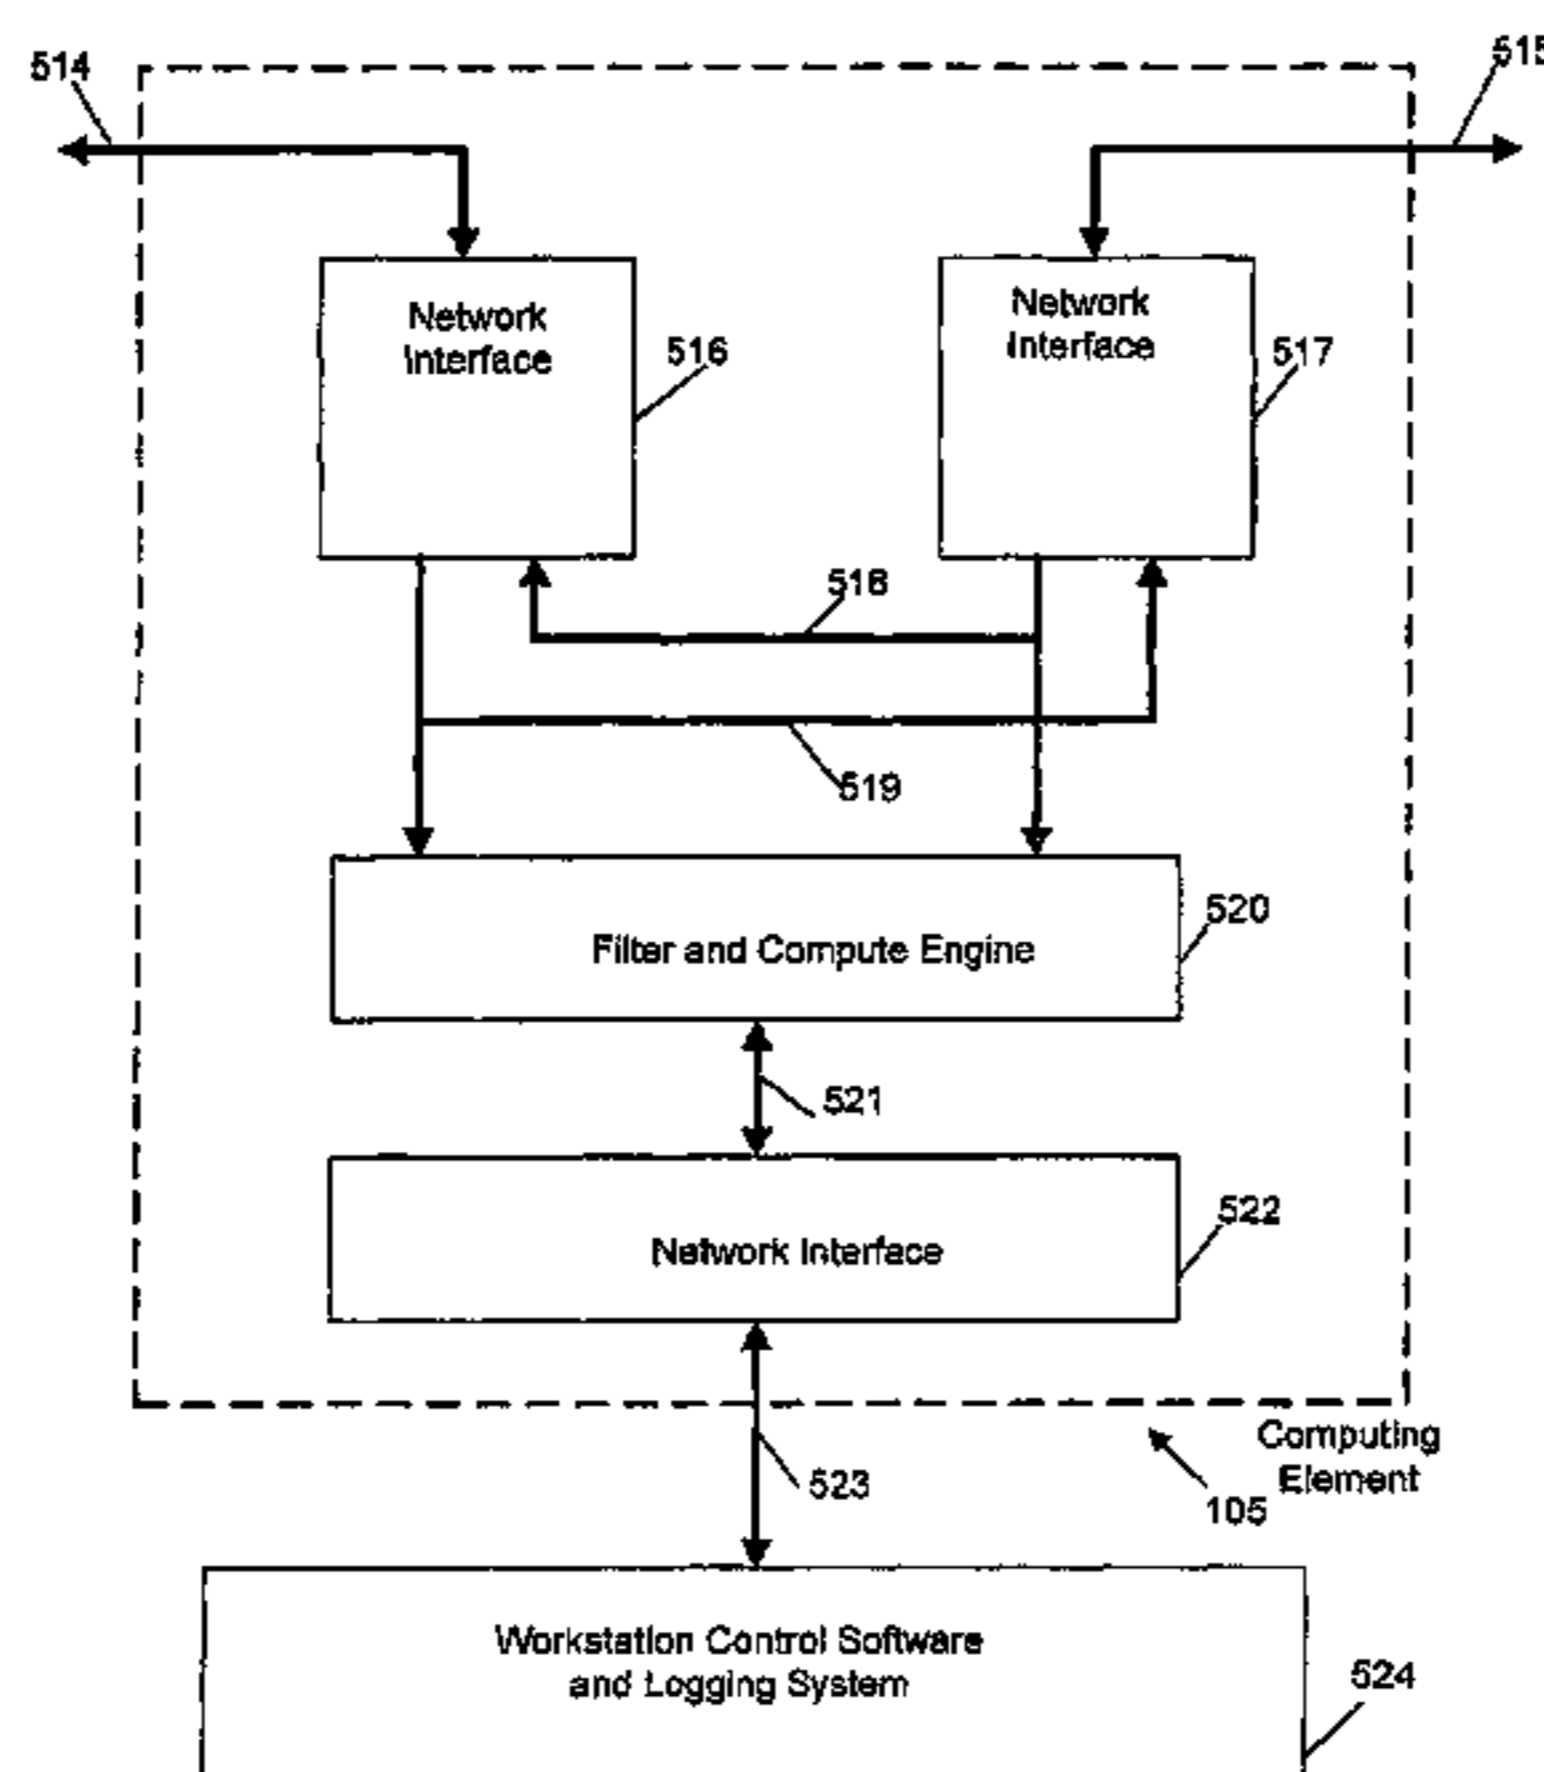 514
515
Network
Interface
516
Network
Interface
517
518
519
Filter and Compute Engine
520
521
Network Interface
522
523
Computing
Element
105
Workstation Control Software
and Logging System
524